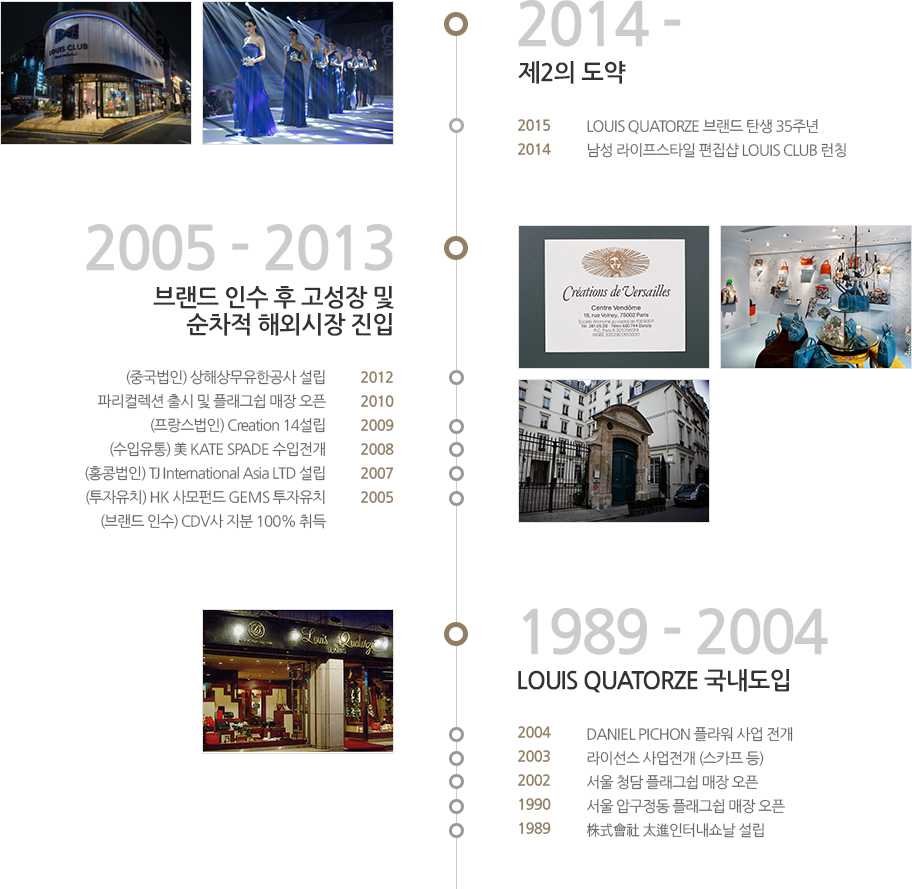 LOUIS CLUB
2014 -
제2의 도약
2015 LOUIS QUATORZE 브랜드 탄생 35주년
2014 남성 라이프스타일 편집샵 LOUIS CLUB 런칭
2005 - 2013
브랜드 인수 후 고성장 및
순차적 해외시장 진입
(중국법인) 상해상무유한공사 설립 2012
파리컬렉션 출시 및 플래그쉽 매장 오픈 2010
(프랑스법인) Creation 14설립 2009
(수입유통) 美 KATE SPADE 수입전개 2008
(홍콩법인) TJ International Asia LTD 설립 2007
(투자유치) HK 사모펀드 GEMS 투자유치 2005
(브랜드 인수) CDV사 지분 100% 취득
Créations de Versailles
Centre Vendôme
15, rue Volney, 75002 Paris
1989 - 2004
LOUIS QUATORZE 국내도입
Louis Quatorze
PARIS
2004 DANIEL PICHON 플라워 사업 전개
2003 라이선스 사업전개 (스카프 등)
2002 서울 청담 플래그쉽 매장 오픈
1990 서울 압구정동 플래그쉽 매장 오픈
1989 株式會社 太進인터내쇼날 설립